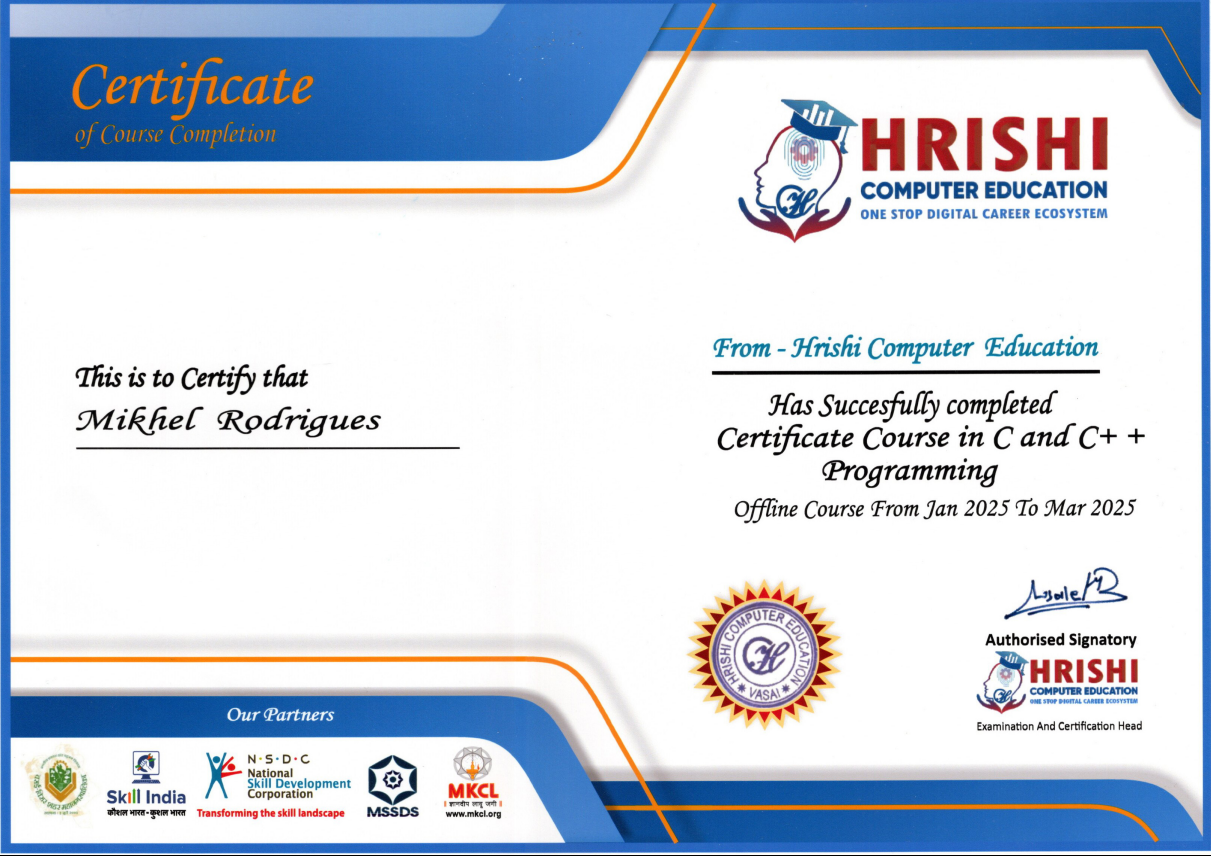 Certificate
of Course Completion
HRISHI
COMPUTER EDUCATION
ONE STOP DIGITAL CAREER ECOSYSTEM
This is to Certify that
Mikhel Rodrigues
From - Hrishi Computer Education
Has Succesfully completed
Certificate Course in C and C+ +
Programming
Offline Course From Jan 2025 To Mar 2025
HRISHI COMPUTER EDUCATION
H
* VASAI *
Authorised Signatory
HRISHI
COMPUTER EDUCATION
ONE STOP DIGITAL CAREER ECOSYSTEM
Examination And Certification Head
Our Partners
Skill India
कौशल भारत - कुशल भारत
N·S·D·C
National
Skill Development
Corporation
Transforming the skill landscape
MSSDS
MKCL
ज्ञानदीप लावू जगी
www.mkcl.org